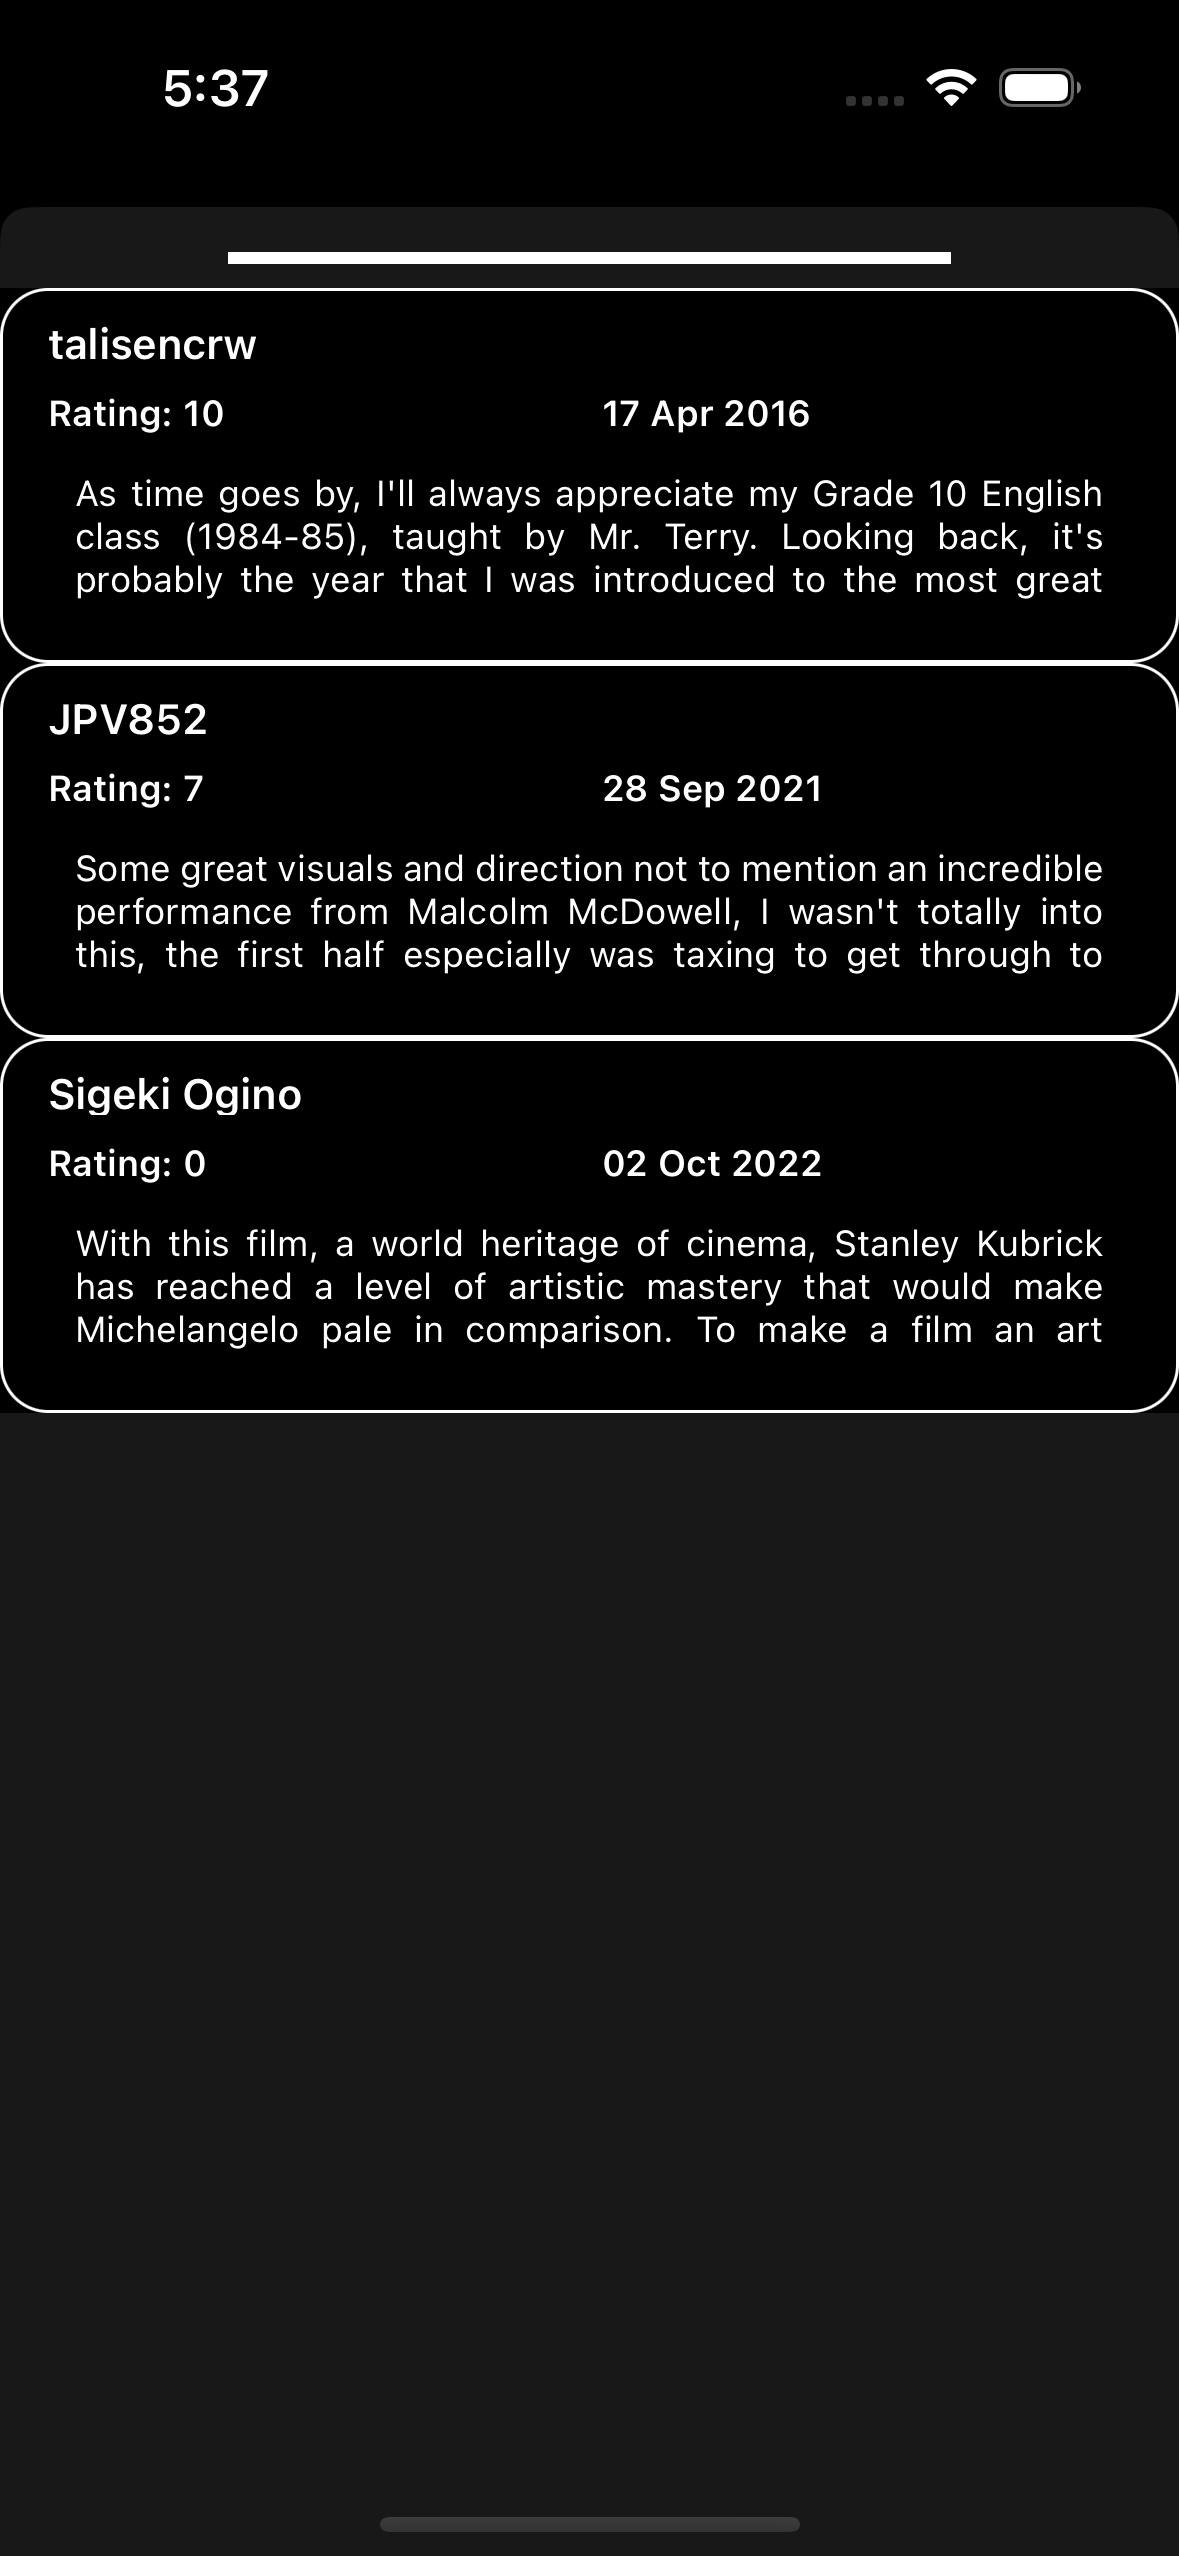 5:37
talisencrw
Rating: 10 17 Apr 2016
As time goes by, I'll always appreciate my Grade 10 English
class (1984-85), taught by Mr. Terry. Looking back, it's
probably the year that I was introduced to the most great
JPV852
Rating: 7 28 Sep 2021
Some great visuals and direction not to mention an incredible
performance from Malcolm McDowell, I wasn't totally into
this, the first half especially was taxing to get through to
Sigeki Ogino
Rating: 0 02 Oct 2022
With this film, a world heritage of cinema, Stanley Kubrick
has reached a level of artistic mastery that would make
Michelangelo pale in comparison. To make a film an art